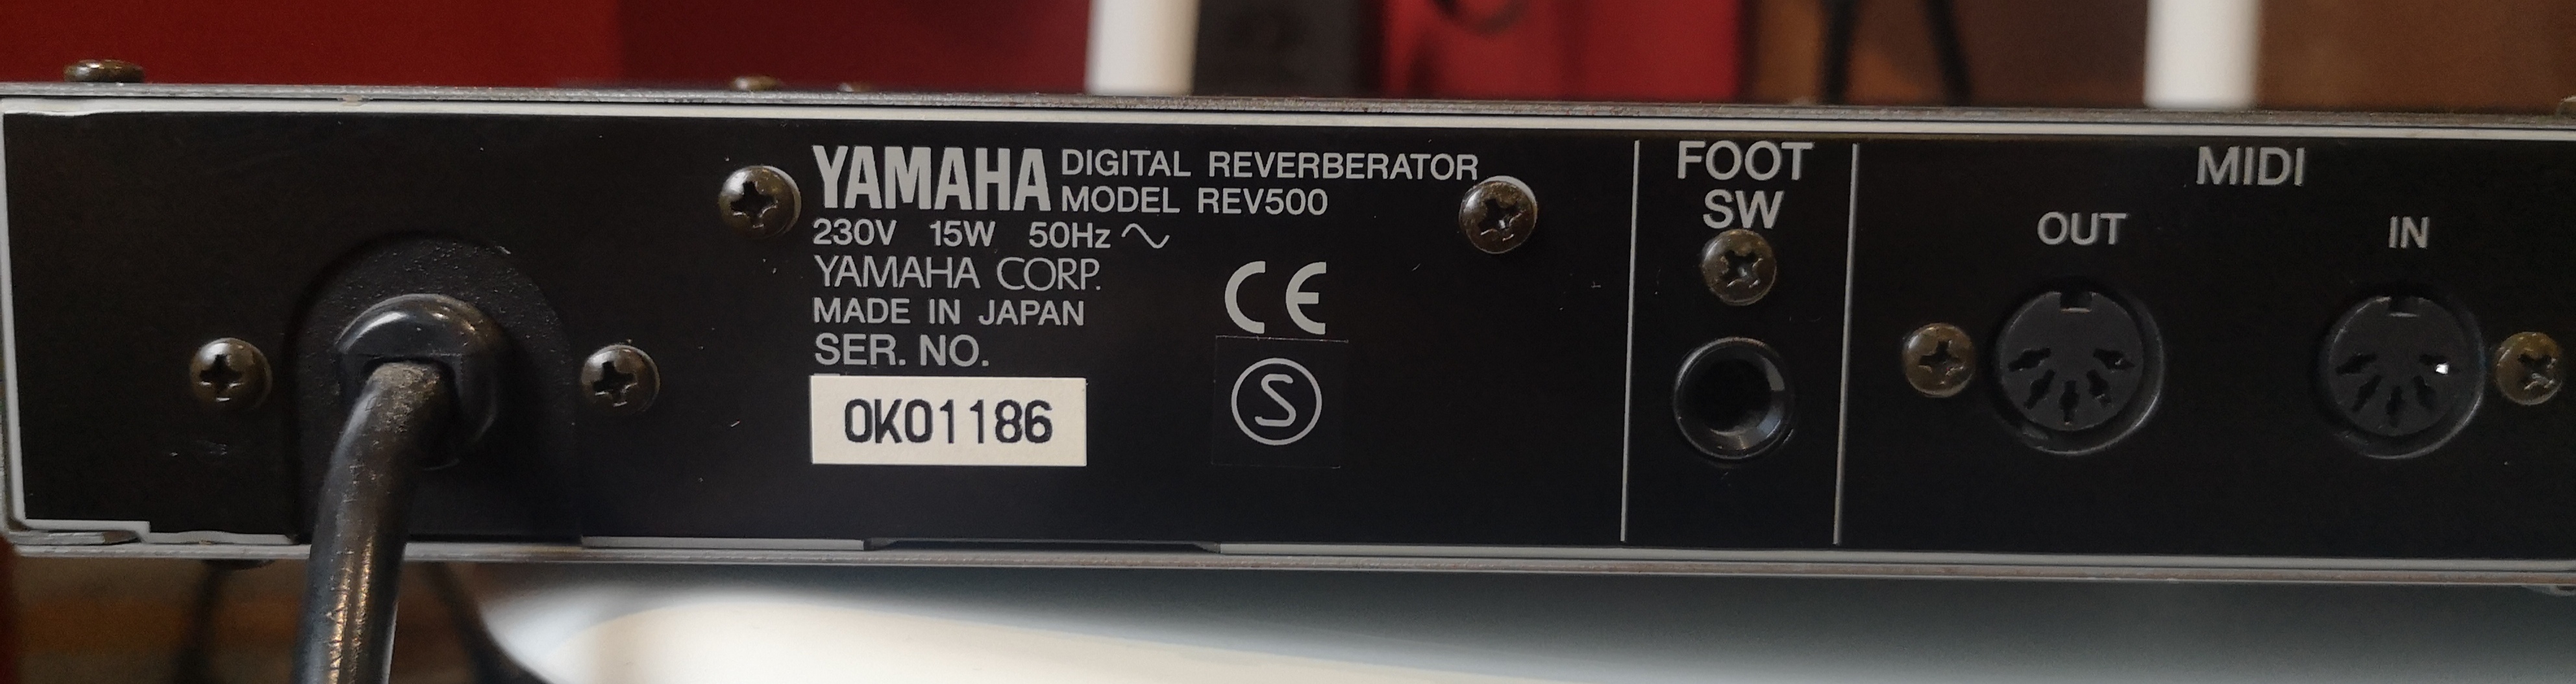 YAMAHA DIGITAL REVERBERATOR
MODEL REV500
230V 15W 50Hz
YAMAHA CORP.
MADE IN JAPAN
SER. NO.
0K01186
CE
S
FOOT
SW
MIDI
OUT
IN